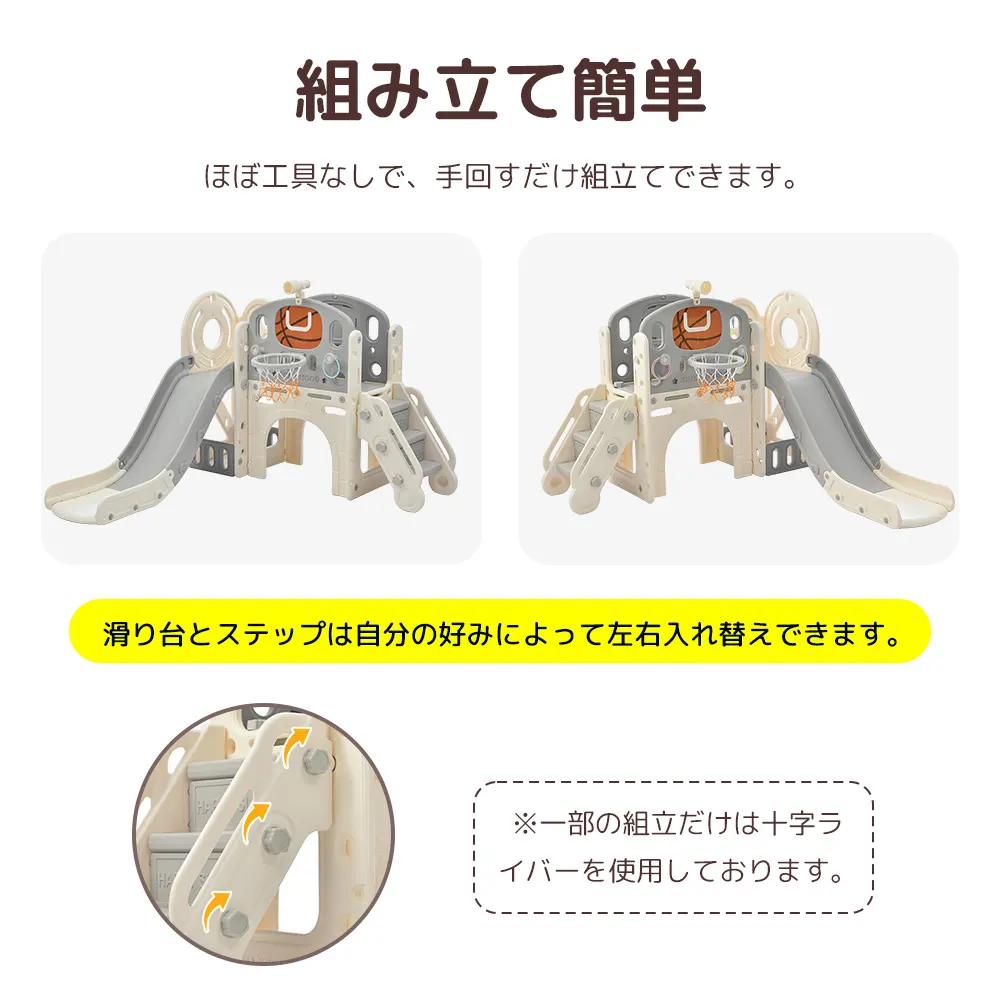 組み立て簡単
ほぼ工具なしで、手回すだけ組立てできます。
滑り台とステップは自分の好みによって左右入れ替えできます。
※一部の組立だけは十字ラ
イバーを使用しております。